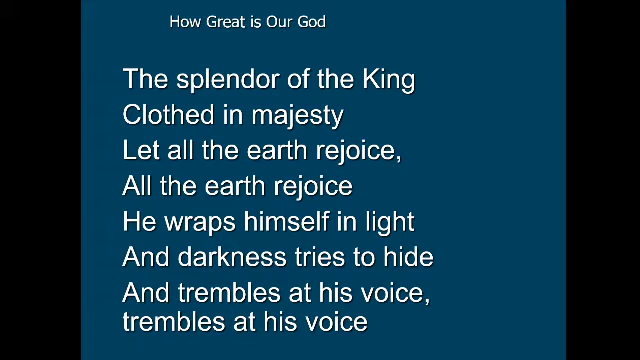 How Great is Our God
The splendor of the King
Clothed in majesty
Let all the earth rejoice,
All the earth rejoice
He wraps himself in light
And darkness tries to hide
And trembles at his voice,
trembles at his voice